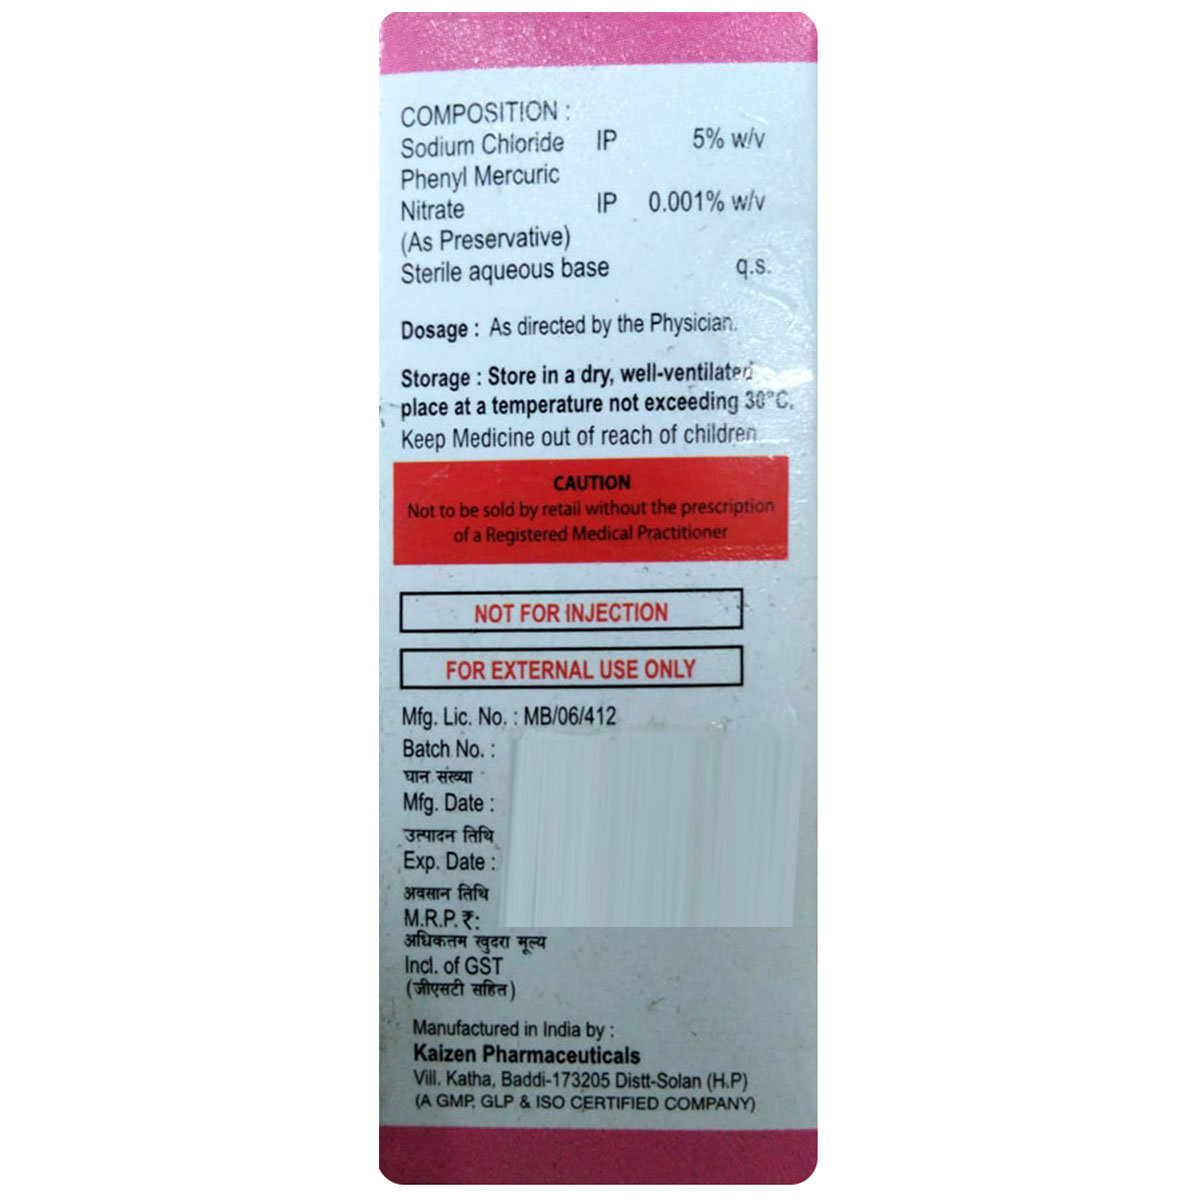 COMPOSITION :
Sodium Chloride IP 5% w/v
Phenyl Mercuric
Nitrate IP 0.001% w/v
(As Preservative)
Sterile aqueous base q.s.
Dosage : As directed by the Physician.
Storage : Store in a dry, well-ventilated
place at a temperature not exceeding 30°C.
Keep Medicine out of reach of children.
CAUTION
Not to be sold by retail without the prescription
of a Registered Medical Practitioner
NOT FOR INJECTION
FOR EXTERNAL USE ONLY
Mfg. Lic. No. : MB/06/412
Batch No. :
घान संख्या
Mfg. Date :
उत्पादन तिथि
Exp. Date :
अवसान तिथि
M.R.P. ₹:
अधिकतम खुदरा मूल्य
Incl. of GST
(जीएसटी सहित)
Manufactured in India by :
Kaizen Pharmaceuticals
Vill. Katha, Baddi-173205 Distt-Solan (H.P)
(A GMP, GLP & ISO CERTIFIED COMPANY)